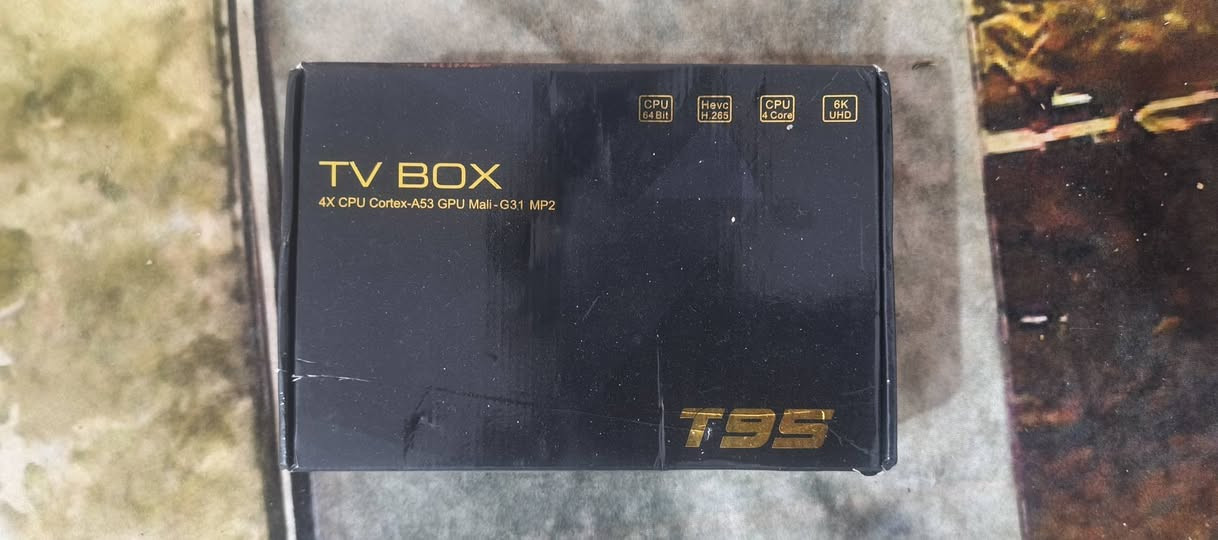 CPU
64 Bit
Hevc
H.265
CPU
4 Core
6K
UHD
TV BOX
4X CPU Cortex-A53 GPU Mali-G31 MP2
T95